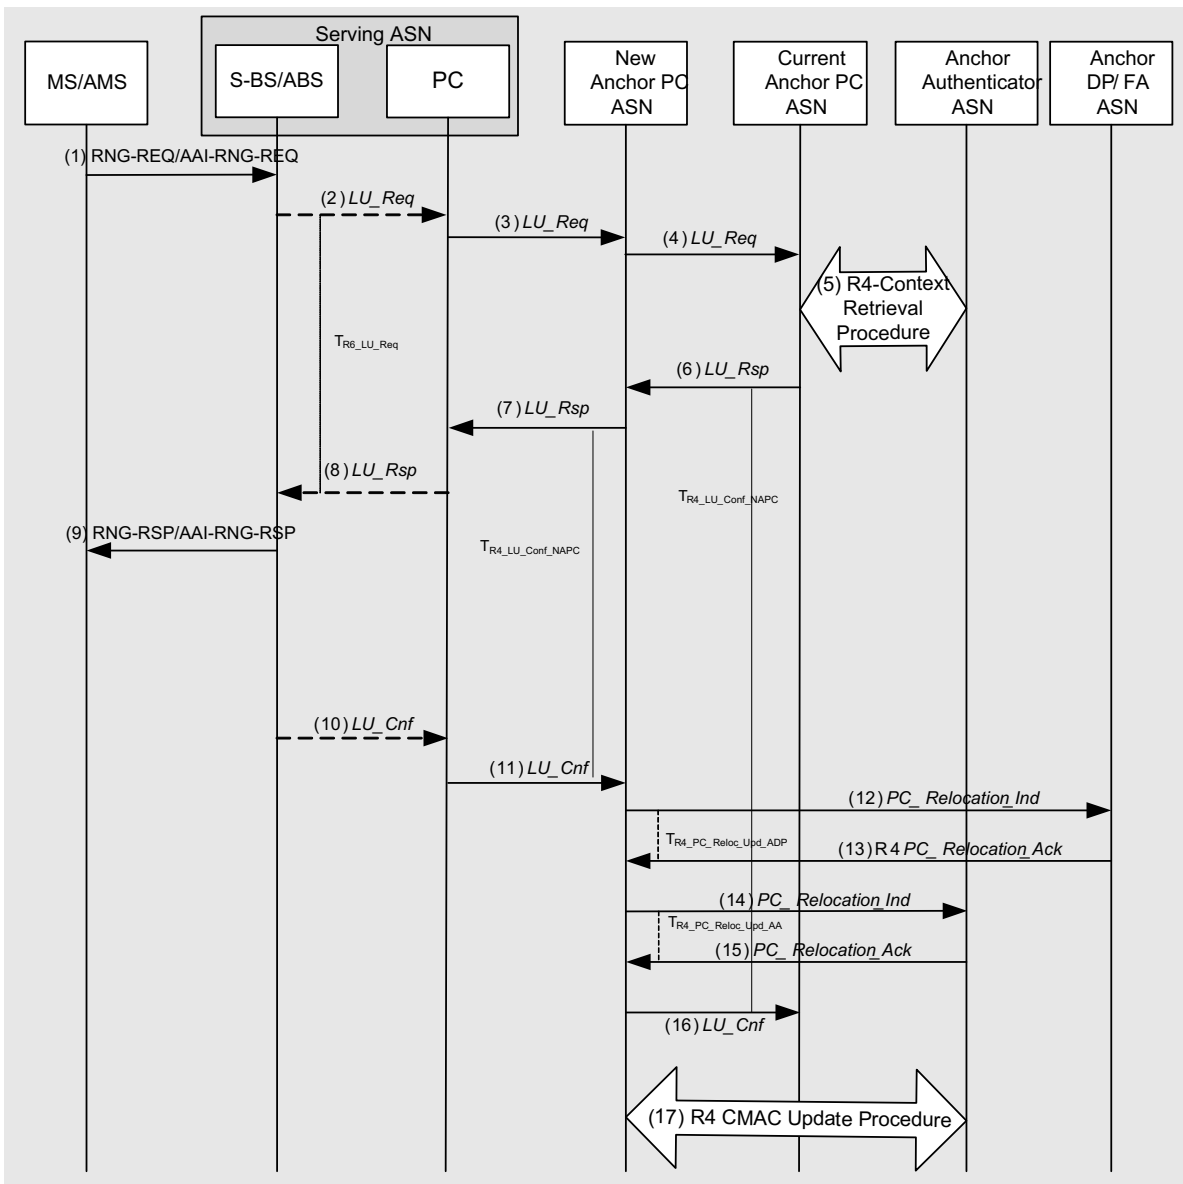 Serving ASN
MS/AMS
S-BS/ABS
PC
New
Anchor PC
ASN
Current
Anchor PC
ASN
Anchor
Authenticator
ASN
Anchor
DP/ FA
ASN
(1) RNG-REQ/AAI-RNG-REQ
(2) LU_Req
(3) LU_Req
(4) LU_Req
(5) R4-Context
Retrieval
Procedure
TR6_LU_Req
(6) LU_Rsp
(7) LU_Rsp
(8) LU_Rsp
TR4_LU_Conf_NAPC
(9) RNG-RSP/AAI-RNG-RSP
TR4_LU_Conf_NAPC
(10) LU_Cnf
(11) LU_Cnf
(12) PC_ Relocation_Ind
TR4_PC_Reloc_Upd_ADP
(13) R4 PC_ Relocation_Ack
(14) PC_ Relocation_Ind
TR4_PC_Reloc_Upd_AA
(15) PC_ Relocation_Ack
(16) LU_Cnf
(17) R4 CMAC Update Procedure